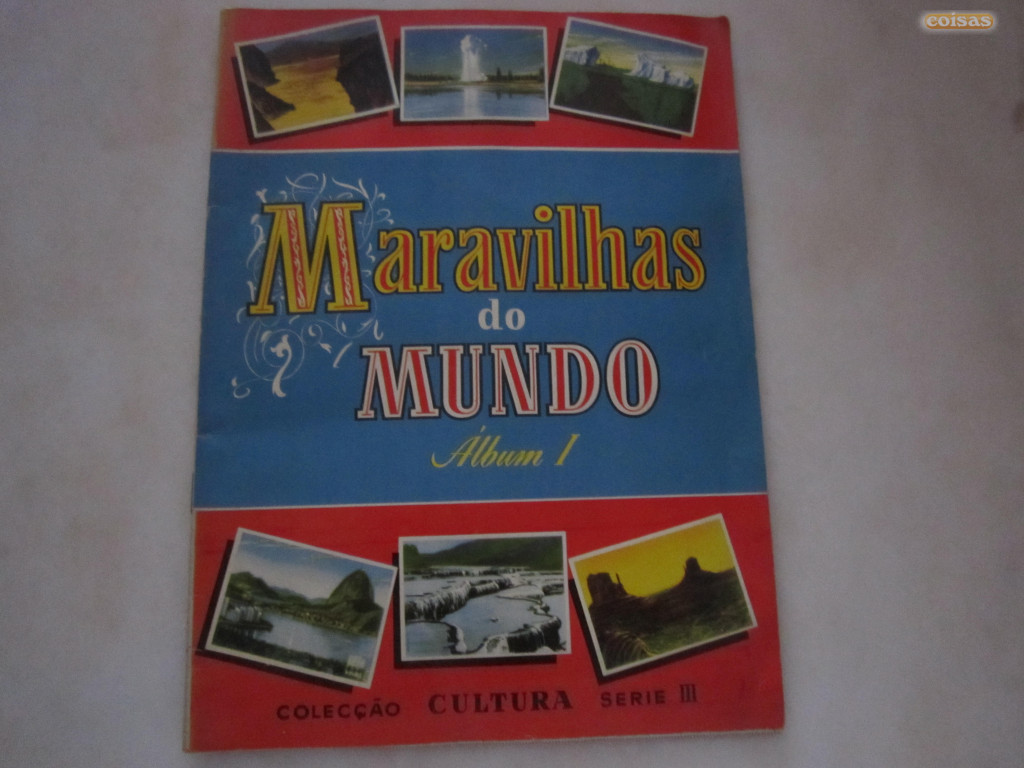 coisas
Maravilhas
do
MUNDO
Álbum I
COLECÇÃO CULTURA SERIE III